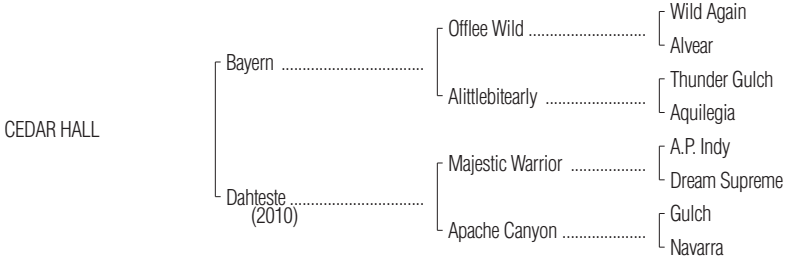 Wild Again
Offlee Wild ............................
Alvear
Bayern ..................................
Thunder Gulch
Alittlebitearly ........................
Aquilegia
CEDAR HALL
A.P. Indy
Majestic Warrior ..................
Dream Supreme
Dahteste ................................
(2010)
Gulch
Apache Canyon ....................
Navarra